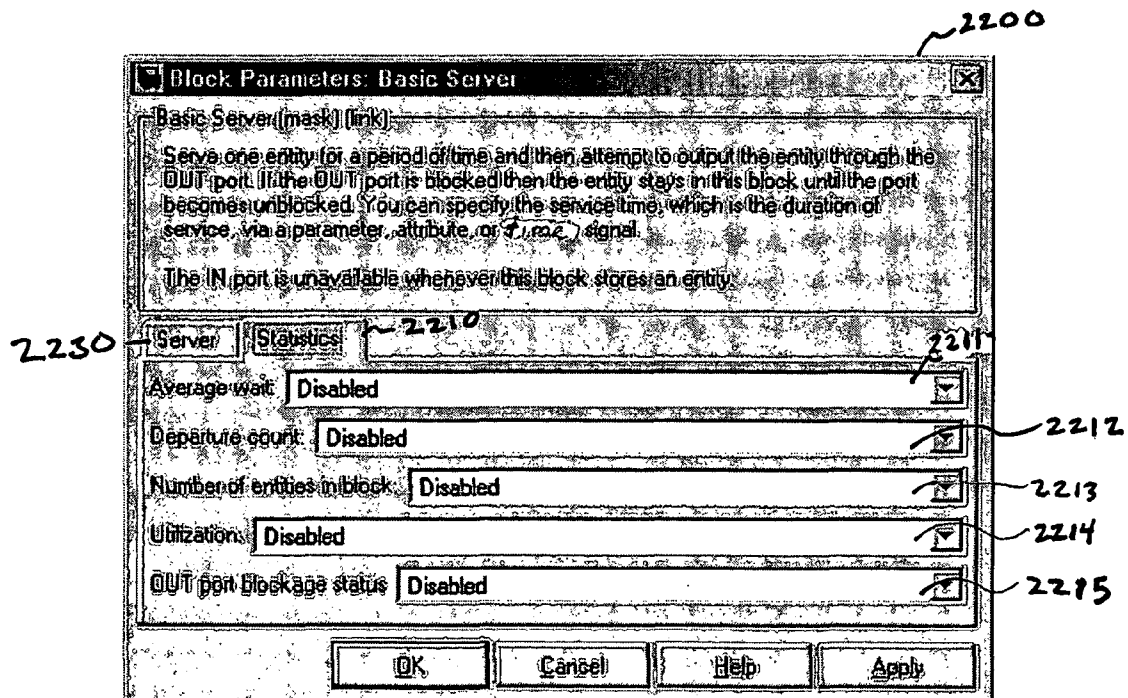 2200
Block Parameters: Basic Server
Basic Server (mask) (link)
Serve one entity for a period of time and then attempt to output the entity through the
OUT port. If the OUT port is blocked then the entity stays in this block until the port
becomes unblocked. You can specify the service time, which is the duration of
service, via a parameter, attribute, or time signal.
The IN port is unavailable whenever this block stores an entity.
2230 Server Statistics 2210
2211
Average wait: Disabled
Departure count: Disabled 2212
Number of entities in block: Disabled 2213
Utilization: Disabled 2214
OUT port blockage status Disabled 2215
OK Cancel Help Apply